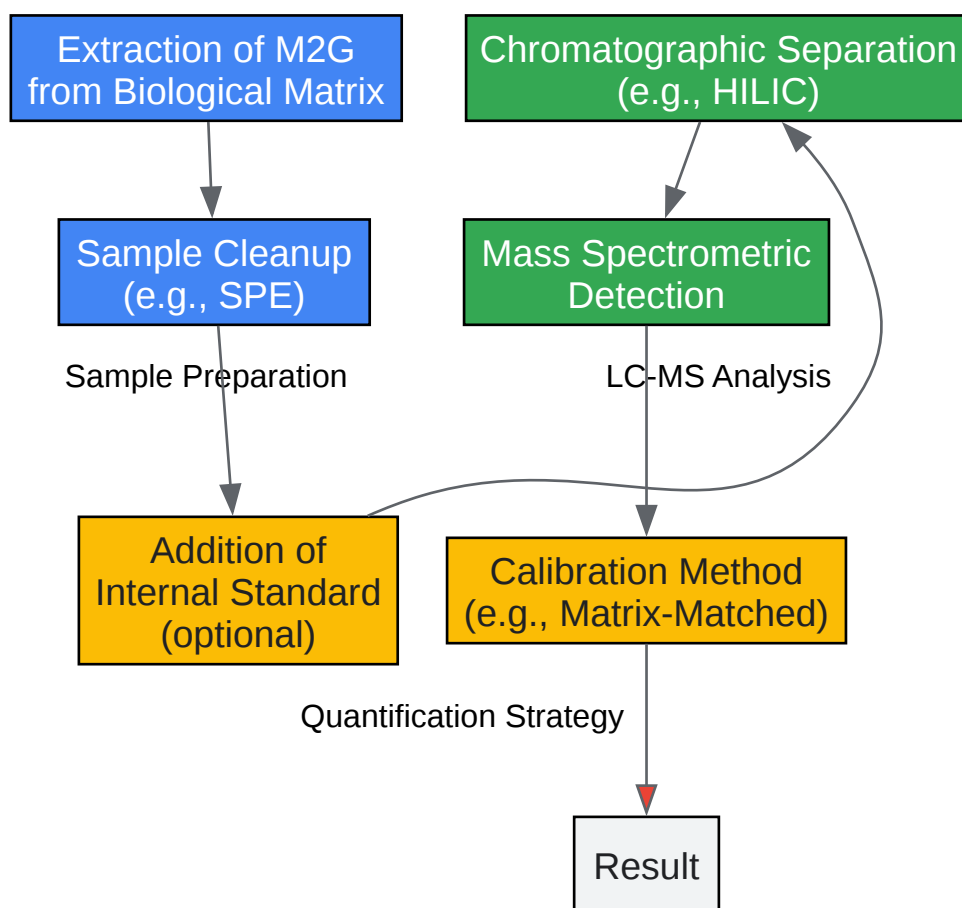 Extraction of M2G
from Biological Matrix
Chromatographic Separation
(e.g., HILIC)
Sample Cleanup
(e.g., SPE)
Mass Spectrometric
Detection
Sample Preparation
LC-MS Analysis
Addition of
Internal Standard
(optional)
Calibration Method
(e.g., Matrix-Matched)
Quantification Strategy
Result